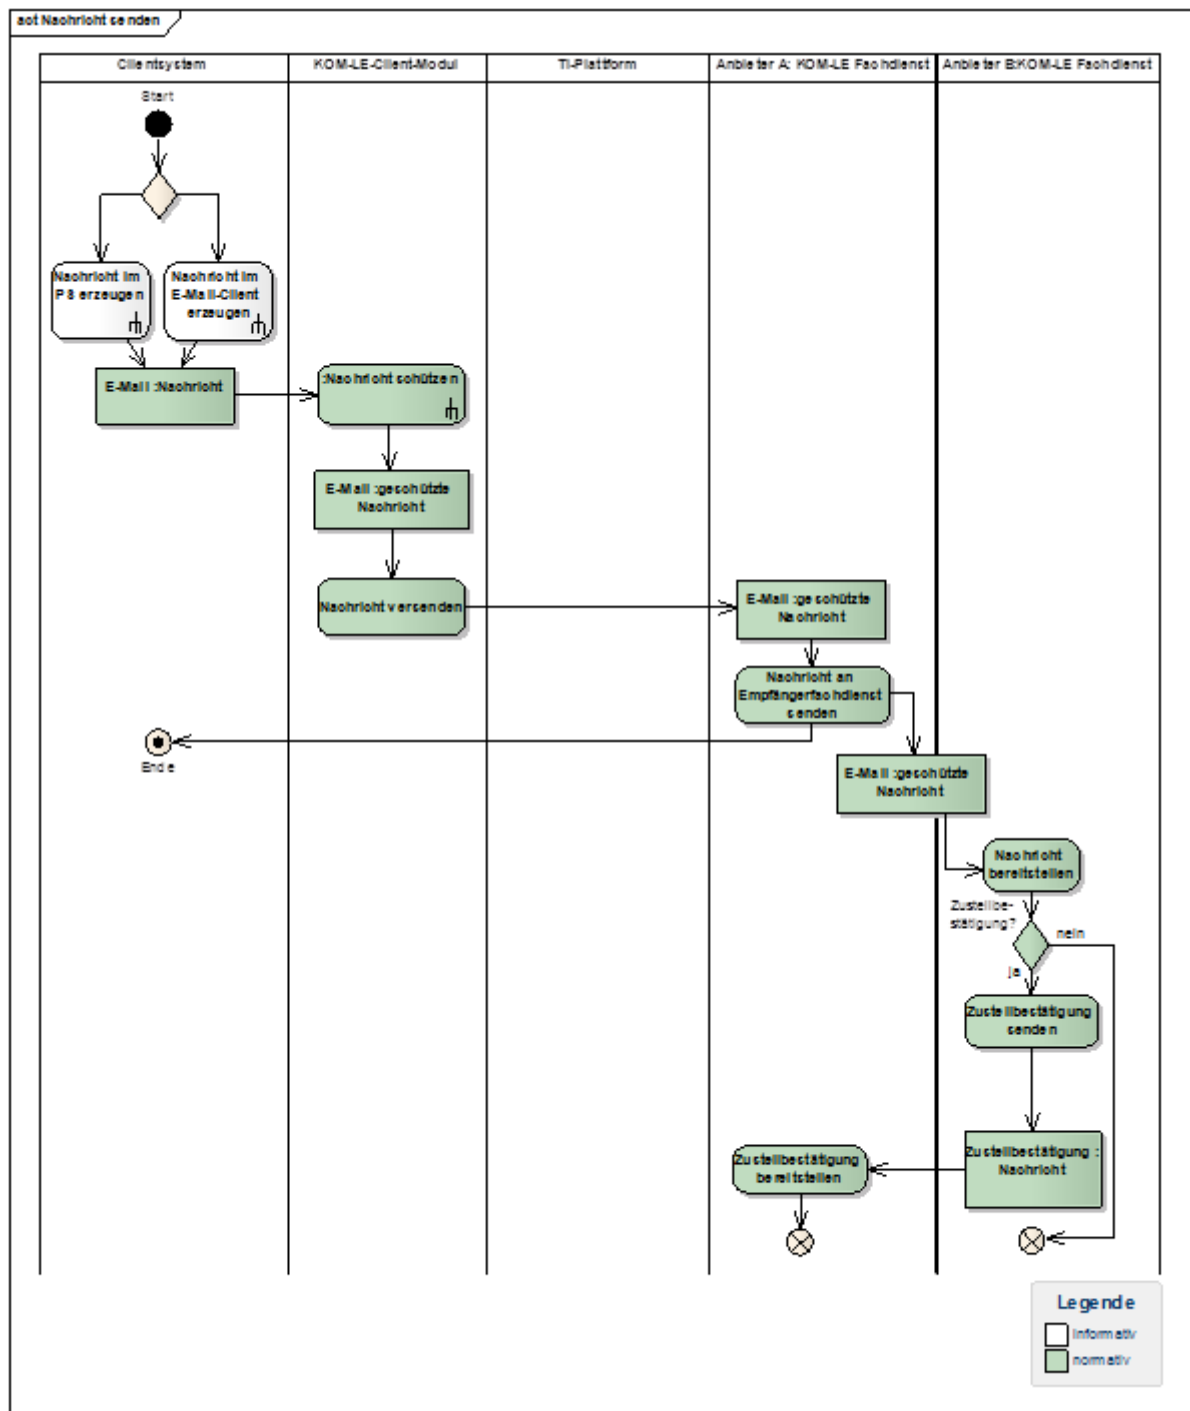 act Nachricht senden
Clientsystem
KOM-LE-Client-Modul
TI-Plattform
Anbieter A: KOM-LE Fachdienst
Anbieter B:KOM-LE Fachdienst
Start
Nachricht im
PS erzeugen
Nachricht im
E-Mail-Client
erzeugen
E-Mail :Nachricht
:Nachricht schützen
E-Mail :geschützte
Nachricht
Nachricht versenden
E-Mail :geschützte
Nachricht
Nachricht an
Empfängerfachdienst
senden
Ende
E-Mail :geschützte
Nachricht
Nachricht
bereitstellen
Zustellbe-
stätigung?
nein
ja
Zustellbestätigung
senden
Zustellbestätigung :
Nachricht
Zustellbestätigung
bereitstellen
Legende
informativ
normativ